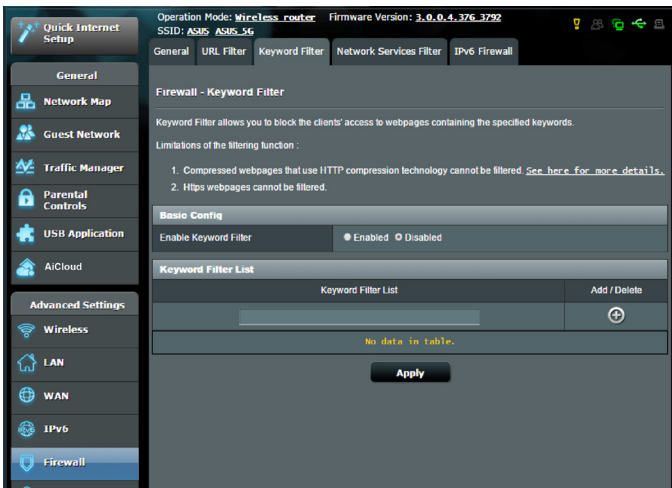 Quick Internet
Setup
Operation Mode: Wireless router Firmware Version: 3.0.0.4.376_3792
SSID: ASUS ASUS_5G
General URL Filter Keyword Filter Network Services Filter IPv6 Firewall
General
Network Map
Guest Network
Traffic Manager
Parental
Controls
USB Application
AiCloud
Advanced Settings
Wireless
LAN
WAN
IPv6
Firewall
Firewall - Keyword Filter
Keyword Filter allows you to block the clients' access to webpages containing the specified keywords.
Limitations of the filtering function :
1. Compressed webpages that use HTTP compression technology cannot be filtered. See here for more details.
2. Https webpages cannot be filtered.
Basic Config
Enable Keyword Filter Enabled Disabled
Keyword Filter List
Keyword Filter List Add / Delete
No data in table.
Apply